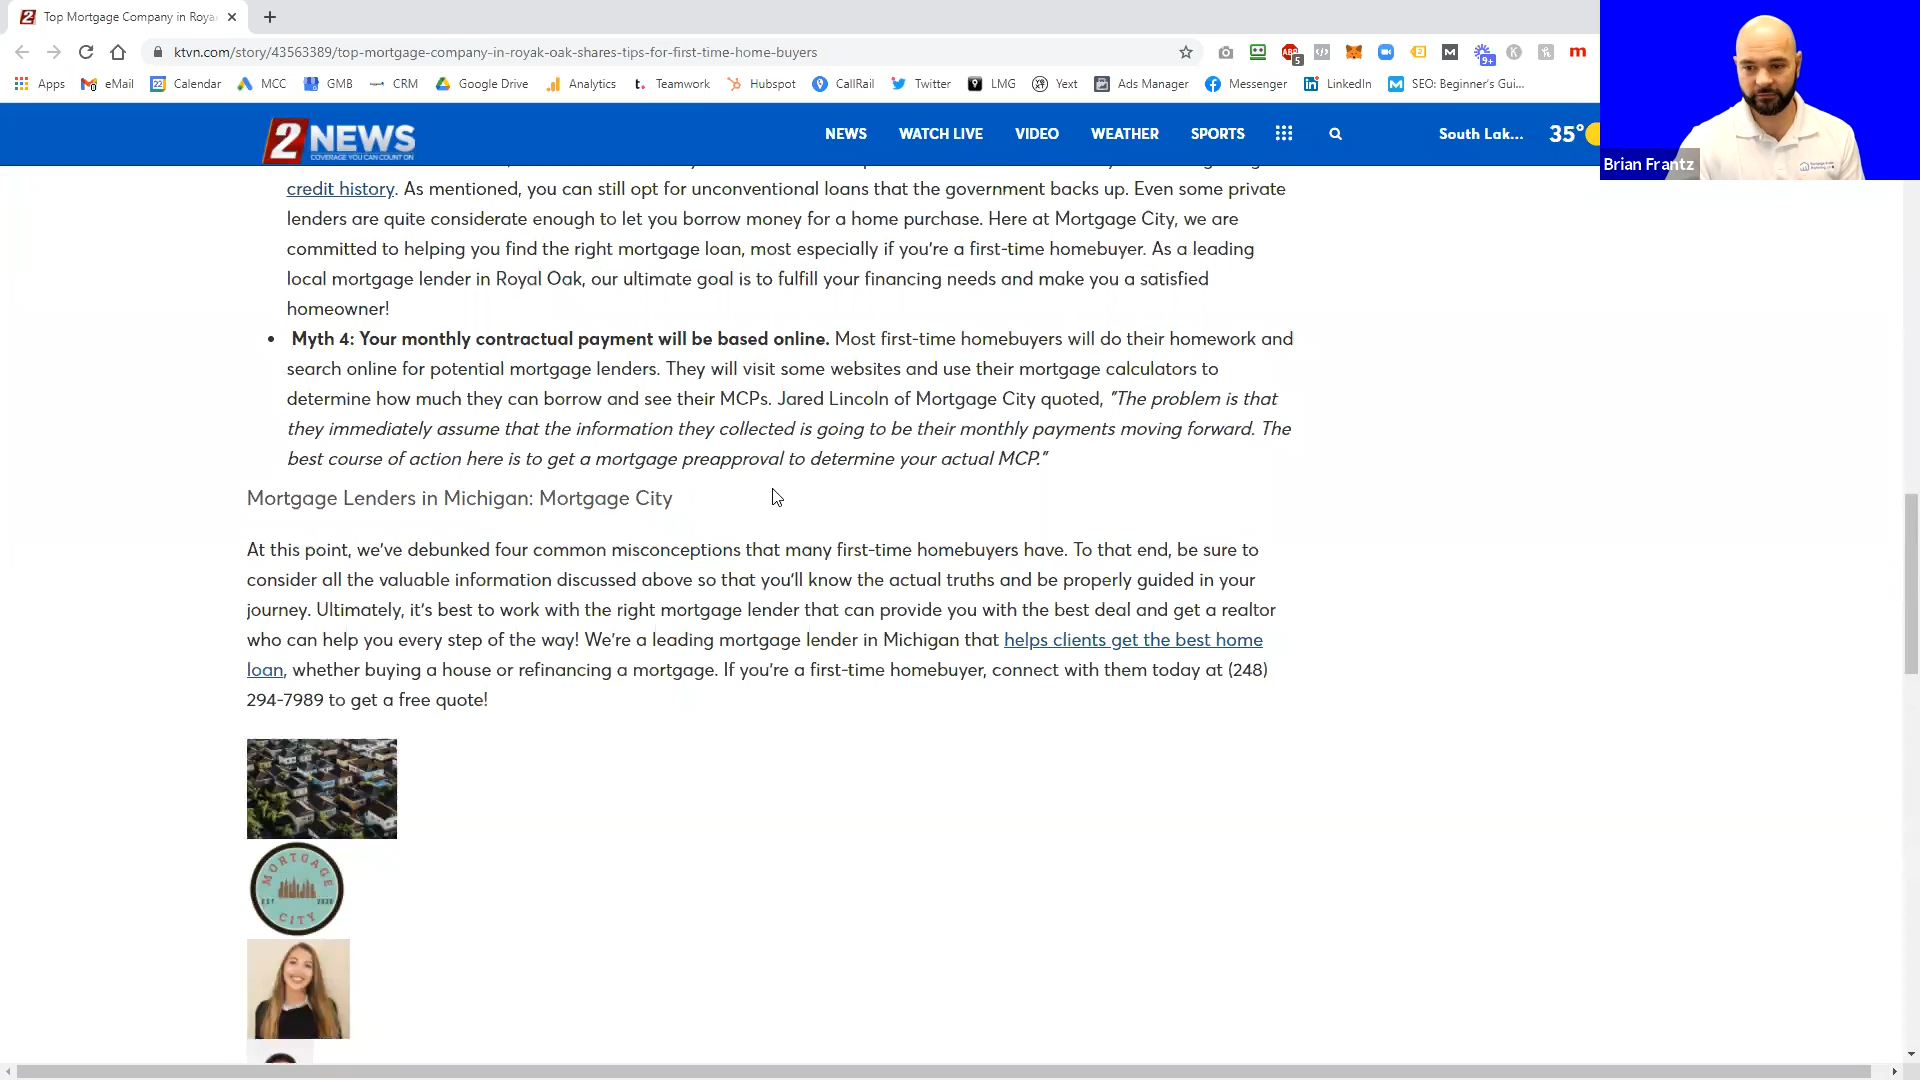 Top Mortgage Company in Roya
ktvn.com/story/43563389/top-mortgage-company-in-royak-oak-shares-tips-for-first-time-home-buyers
Apps eMail Calendar MCC GMB CRM Google Drive Analytics Teamwork Hubspot CallRail Twitter LMG Yext Ads Manager Messenger LinkedIn SEO: Beginner's Gui...
2 NEWS
COVERAGE YOU CAN COUNT ON
NEWS WATCH LIVE VIDEO WEATHER SPORTS South Lak... 35°
Brian Frantz
credit history. As mentioned, you can still opt for unconventional loans that the government backs up. Even some private
lenders are quite considerate enough to let you borrow money for a home purchase. Here at Mortgage City, we are
committed to helping you find the right mortgage loan, most especially if you're a first-time homebuyer. As a leading
local mortgage lender in Royal Oak, our ultimate goal is to fulfill your financing needs and make you a satisfied
homeowner!
• Myth 4: Your monthly contractual payment will be based online. Most first-time homebuyers will do their homework and
search online for potential mortgage lenders. They will visit some websites and use their mortgage calculators to
determine how much they can borrow and see their MCPs. Jared Lincoln of Mortgage City quoted, "The problem is that
they immediately assume that the information they collected is going to be their monthly payments moving forward. The
best course of action here is to get a mortgage preapproval to determine your actual MCP."
Mortgage Lenders in Michigan: Mortgage City
At this point, we've debunked four common misconceptions that many first-time homebuyers have. To that end, be sure to
consider all the valuable information discussed above so that you'll know the actual truths and be properly guided in your
journey. Ultimately, it's best to work with the right mortgage lender that can provide you with the best deal and get a realtor
who can help you every step of the way! We're a leading mortgage lender in Michigan that helps clients get the best home
loan, whether buying a house or refinancing a mortgage. If you're a first-time homebuyer, connect with them today at (248)
294-7989 to get a free quote!
MORTGAGE
EST 2020
CITY